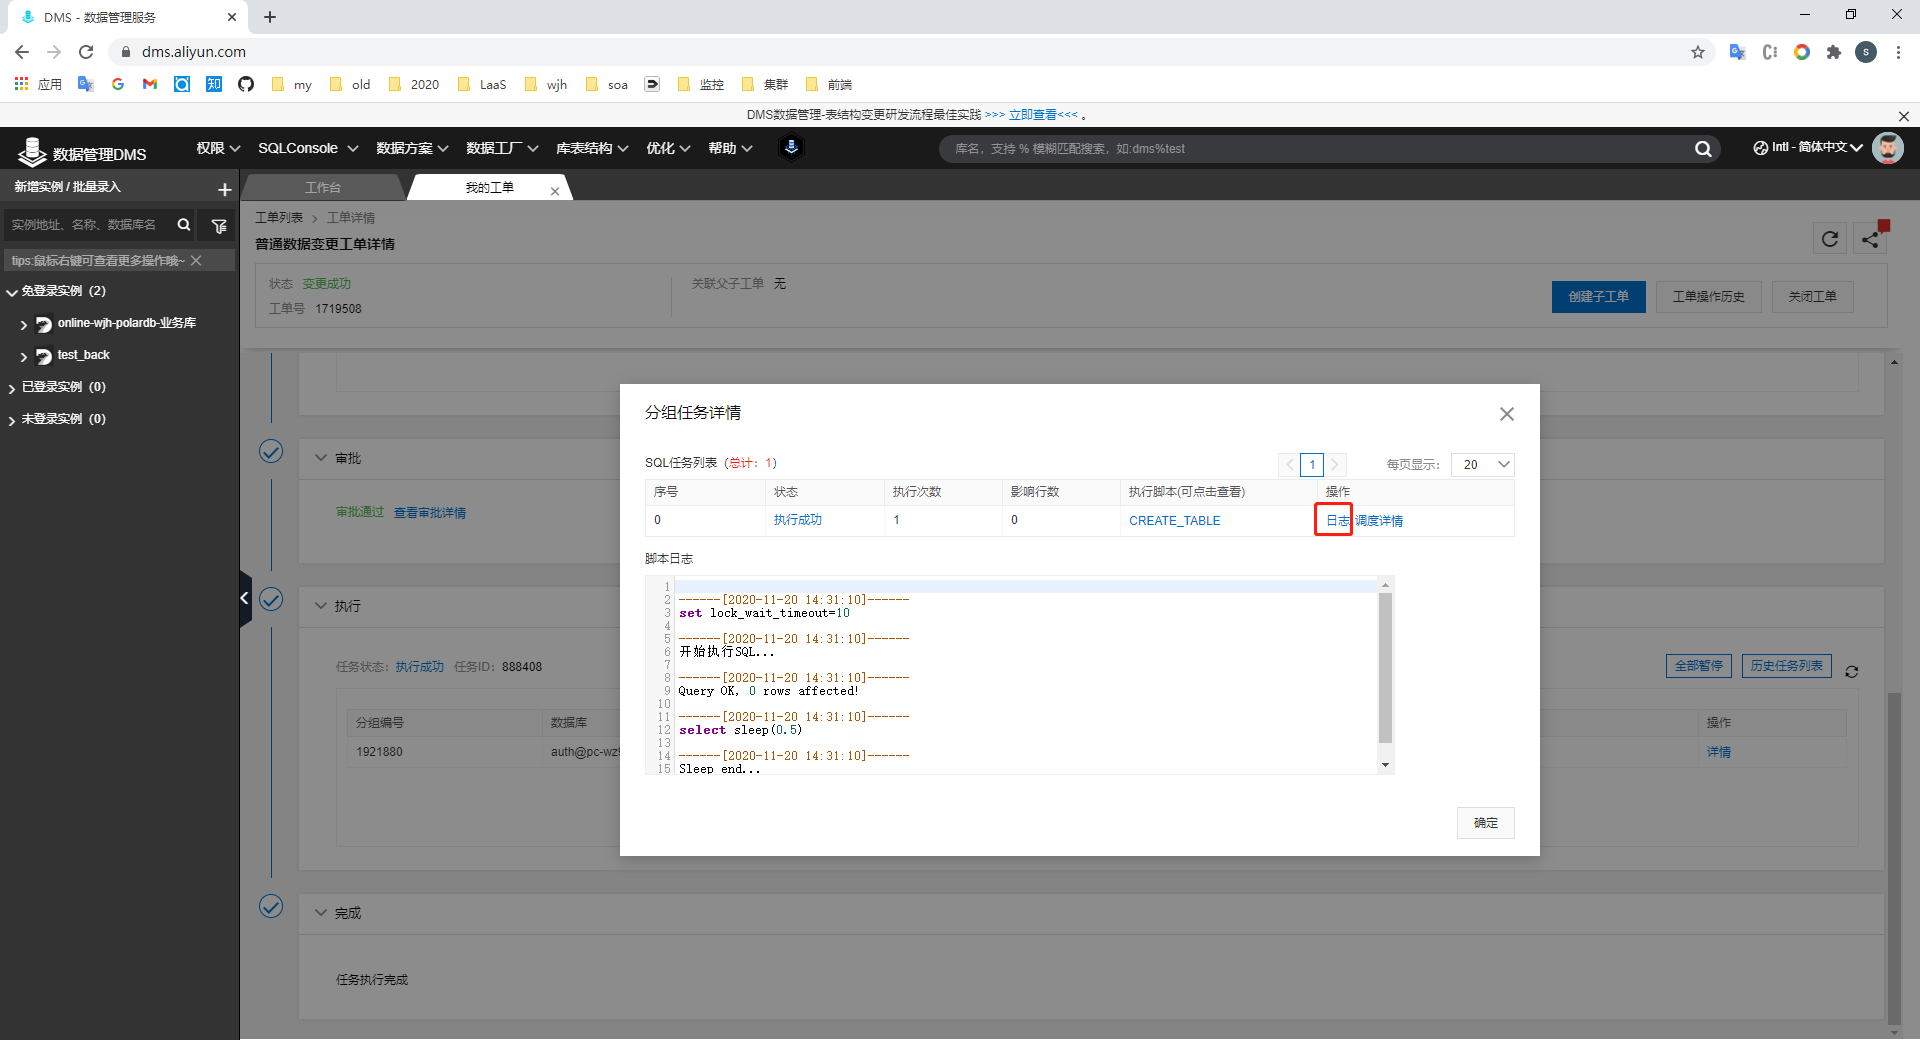 DMS - 数据管理服务
dms.aliyun.com
S
应用 my old 2020 LaaS wjh soa 监控 集群 前端
DMS数据管理-表结构变更研发流程最佳实践 >>> 立即查看<<< 。
数据管理DMS 权限 SQLConsole 数据方案 数据工厂 库表结构 优化 帮助 库名，支持 % 模糊匹配搜索，如:dms%test Intl - 简体中文
新增实例 / 批量录入 工作台 我的工单
实例地址、名称、数据库名
tips:鼠标右键可查看更多操作哦~
免登录实例（2）
online-wjh-polardb-业务库
test_back
已登录实例（0）
未登录实例（0）
工单列表 > 工单详情
普通数据变更工单详情
状态 变更成功 关联父子工单 无
工单号 1719508
创建子工单 工单操作历史 关闭工单
审批
审批通过 查看审批详情
执行
任务状态: 执行成功 任务ID: 888408 全部暂停 历史任务列表
分组编号 数据库 操作
1921880 auth@pc-wz 详情
完成
任务执行完成
分组任务详情
SQL任务列表（总计: 1）
1 每页显示: 20
序号 状态 执行次数 影响行数 执行脚本(可点击查看) 操作
0 执行成功 1 0 CREATE_TABLE 日志 调度详情
脚本日志
1
2 ------[2020-11-20 14:31:10]------
3 set lock_wait_timeout=10
4
5 ------[2020-11-20 14:31:10]------
6 开始执行SQL...
7
8 ------[2020-11-20 14:31:10]------
9 Query OK, 0 rows affected!
10
11 ------[2020-11-20 14:31:10]------
12 select sleep(0.5)
13
14 ------[2020-11-20 14:31:10]------
15 Sleep end...
确定